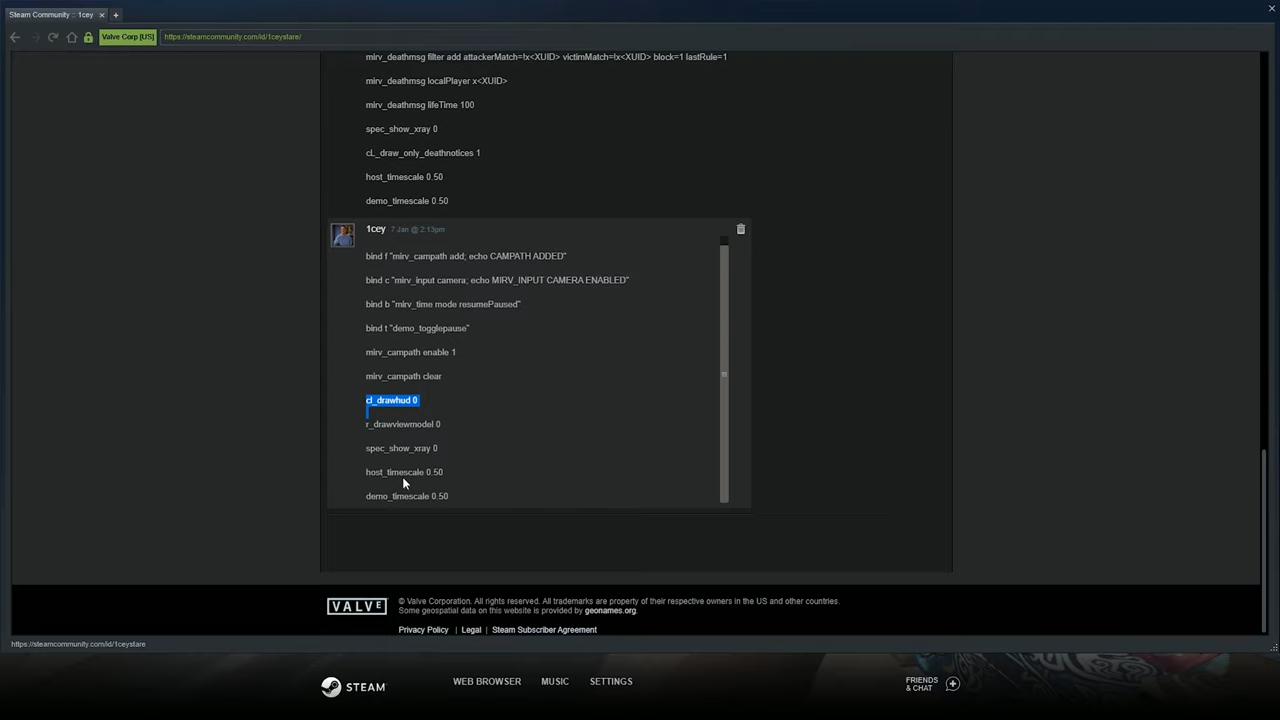 Steam Community :: 1cey
Valve Corp [US]
https://steamcommunity.com/id/1ceystare/
mirv_deathmsg filter add attackerMatch=!x<XUID> victimMatch=!x<XUID> block=1 lastRule=1
mirv_deathmsg localPlayer x<XUID>
mirv_deathmsg lifeTime 100
spec_show_xray 0
cL_draw_only_deathnotices 1
host_timescale 0.50
demo_timescale 0.50
1cey 7 Jan @ 2:13pm
bind f "mirv_campath add; echo CAMPATH ADDED"
bind c "mirv_input camera; echo MIRV_INPUT CAMERA ENABLED)
bind b "mirv_time mode resumePaused"
bind t "demo_togglepause"
mirv_campath enable 1
mirv_campath clear
cl_drawhud 0
r_drawviewmodel 0
spec_show_xray 0
host_timescale 0.50
demo_timescale 0.50
VALVE
© Valve Corporation. All rights reserved. All trademarks are property of their respective owners in the US and other countries.
Some geospatial data on this website is provided by geonames.org.
Privacy Policy | Legal | Steam Subscriber Agreement
https://steamcommunity.com/id/1ceystare
STEAM
WEB BROWSER
MUSIC
SETTINGS
FRIENDS
& CHAT